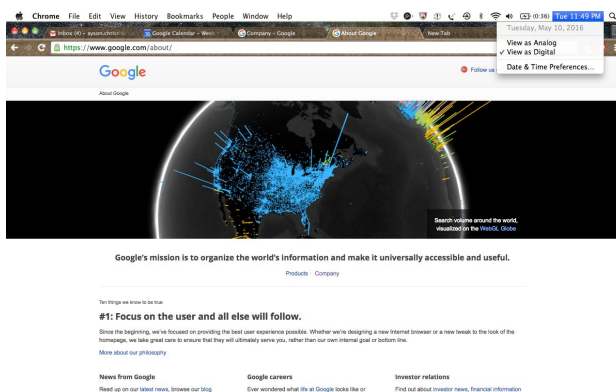 Chrome File Edit View History Bookmarks People Window Help (0:36) Tue 11:49 PM
Tuesday, May 10, 2016
View as Analog
✓ View as Digital
Date & Time Preferences...
Inbox (4) - ayson.christi
Google Calendar - Week
Company – Google
About Google
New Tab
https://www.google.com/about/
Google
Follow us
About Google
Search volume around the world,
visualized on the WebGL Globe
Google's mission is to organize the world's information and make it universally accessible and useful.
Products · Company
Ten things we know to be true
#1: Focus on the user and all else will follow.
Since the beginning, we've focused on providing the best user experience possible. Whether we're designing a new Internet browser or a new tweak to the look of the
homepage, we take great care to ensure that they will ultimately serve you, rather than our own internal goal or bottom line.
More about our philosophy
News from Google
Read up on our latest news, browse our blog
Google careers
Ever wondered what life at Google looks like or
Investor relations
Find out about investor news, financial information